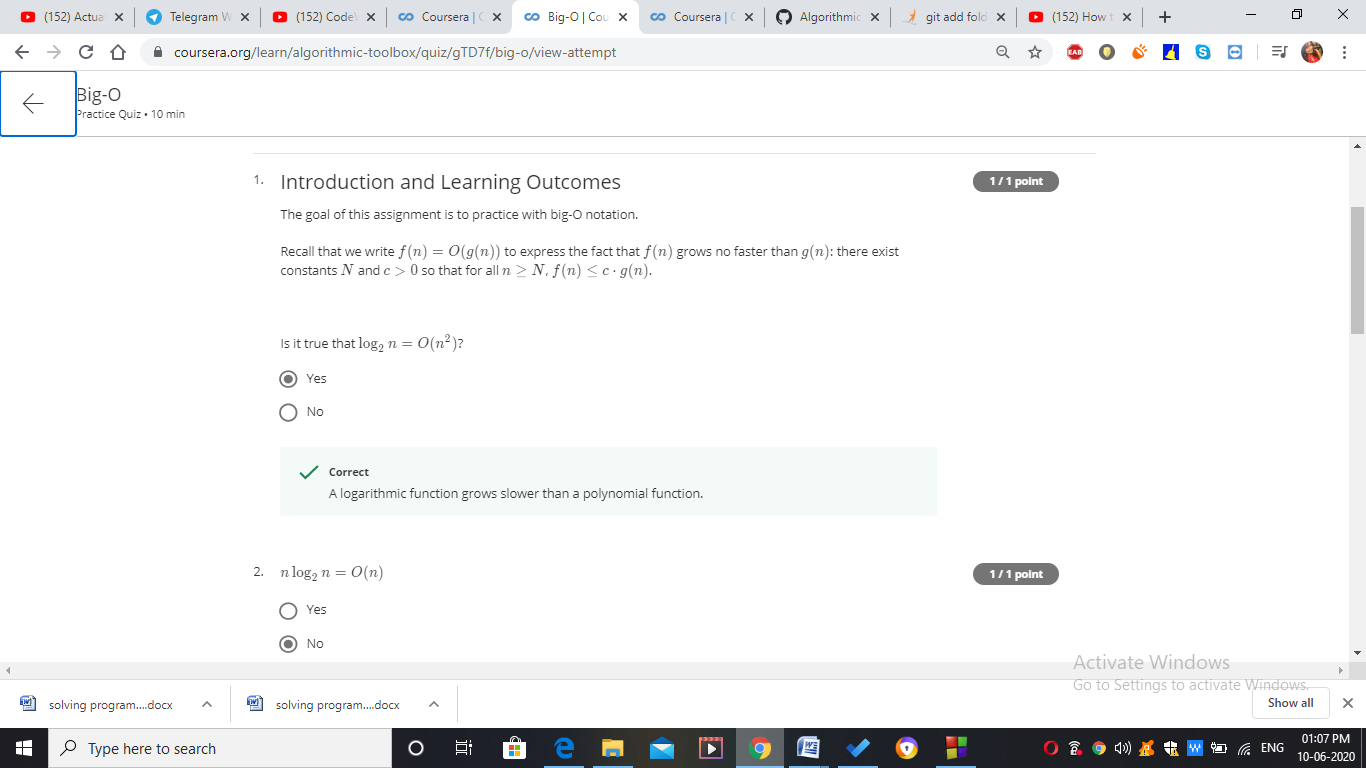 (152) Actua
Telegram W
(152) Code
Coursera |
Big-O | Cou
Coursera |
Algorithmic
git add fold
(152) How t
coursera.org/learn/algorithmic-toolbox/quiz/gTD7f/big-o/view-attempt
Big-O
Practice Quiz • 10 min
1. Introduction and Learning Outcomes
1 / 1 point
The goal of this assignment is to practice with big-O notation.
Recall that we write f(n) = O(g(n)) to express the fact that f(n) grows no faster than g(n): there exist
constants N and c > 0 so that for all n ≥ N, f(n) ≤ c · g(n).
Is it true that log₂ n = O(n²)?
Yes
No
Correct
A logarithmic function grows slower than a polynomial function.
2. n log₂ n = O(n)
1 / 1 point
Yes
No
Activate Windows
Go to Settings to activate Windows.
solving program....docx
solving program....docx
Show all
Type here to search
ENG
01:07 PM
10-06-2020